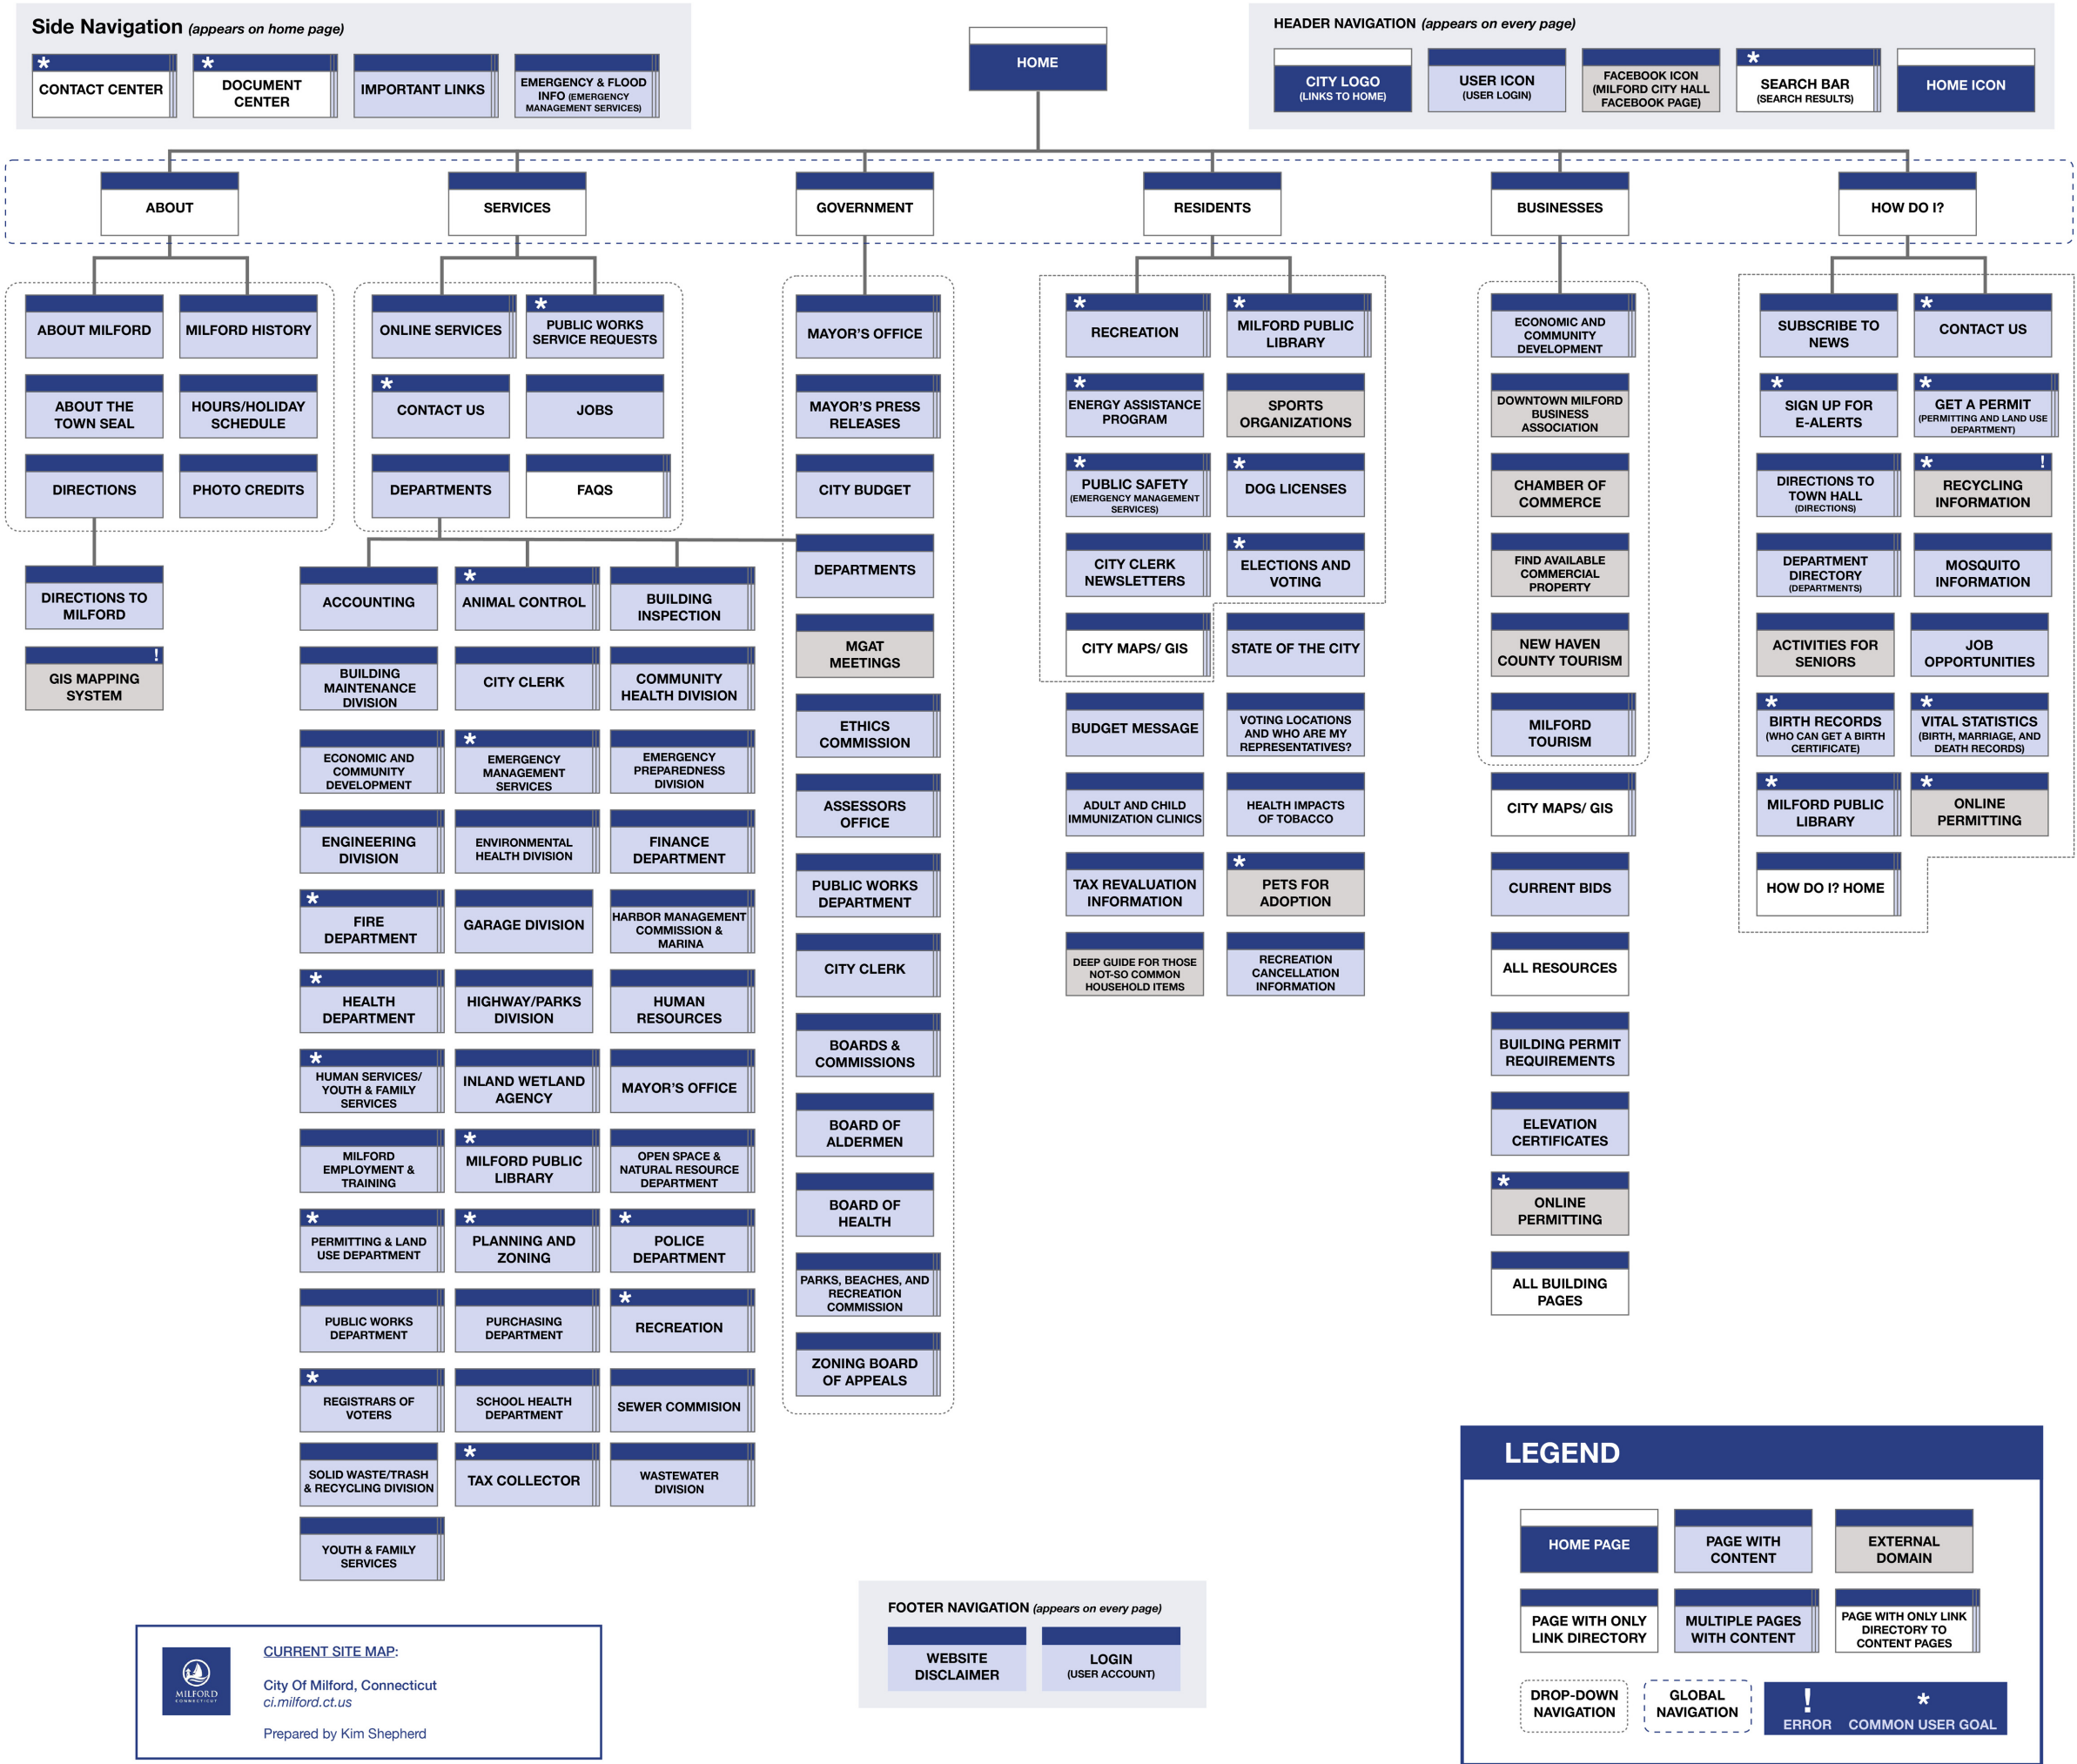 Side Navigation (appears on home page)
*
CONTACT CENTER
*
DOCUMENT
CENTER
IMPORTANT LINKS
EMERGENCY & FLOOD
INFO (EMERGENCY
MANAGEMENT SERVICES)
HOME
HEADER NAVIGATION (appears on every page)
CITY LOGO
(LINKS TO HOME)
USER ICON
(USER LOGIN)
FACEBOOK ICON
(MILFORD CITY HALL
FACEBOOK PAGE)
*
SEARCH BAR
(SEARCH RESULTS)
HOME ICON
ABOUT
SERVICES
GOVERNMENT
RESIDENTS
BUSINESSES
HOW DO I?
ABOUT MILFORD
MILFORD HISTORY
ABOUT THE
TOWN SEAL
HOURS/HOLIDAY
SCHEDULE
DIRECTIONS
PHOTO CREDITS
DIRECTIONS TO
MILFORD
!
GIS MAPPING
SYSTEM
ONLINE SERVICES
*
PUBLIC WORKS
SERVICE REQUESTS
*
CONTACT US
JOBS
DEPARTMENTS
FAQS
ACCOUNTING
*
ANIMAL CONTROL
BUILDING
INSPECTION
BUILDING
MAINTENANCE
DIVISION
CITY CLERK
COMMUNITY
HEALTH DIVISION
ECONOMIC AND
COMMUNITY
DEVELOPMENT
*
EMERGENCY
MANAGEMENT
SERVICES
EMERGENCY
PREPAREDNESS
DIVISION
ENGINEERING
DIVISION
ENVIRONMENTAL
HEALTH DIVISION
FINANCE
DEPARTMENT
*
FIRE
DEPARTMENT
GARAGE DIVISION
HARBOR MANAGEMENT
COMMISSION &
MARINA
*
HEALTH
DEPARTMENT
HIGHWAY/PARKS
DIVISION
HUMAN
RESOURCES
*
HUMAN SERVICES/
YOUTH & FAMILY
SERVICES
INLAND WETLAND
AGENCY
MAYOR'S OFFICE
MILFORD
EMPLOYMENT &
TRAINING
*
MILFORD PUBLIC
LIBRARY
OPEN SPACE &
NATURAL RESOURCE
DEPARTMENT
*
PERMITTING & LAND
USE DEPARTMENT
*
PLANNING AND
ZONING
*
POLICE
DEPARTMENT
PUBLIC WORKS
DEPARTMENT
PURCHASING
DEPARTMENT
*
RECREATION
*
REGISTRARS OF
VOTERS
SCHOOL HEALTH
DEPARTMENT
SEWER COMMISION
SOLID WASTE/TRASH
& RECYCLING DIVISION
*
TAX COLLECTOR
WASTEWATER
DIVISION
YOUTH & FAMILY
SERVICES
MAYOR'S OFFICE
MAYOR'S PRESS
RELEASES
CITY BUDGET
DEPARTMENTS
MGAT
MEETINGS
ETHICS
COMMISSION
ASSESSORS
OFFICE
PUBLIC WORKS
DEPARTMENT
CITY CLERK
BOARDS &
COMMISSIONS
BOARD OF
ALDERMEN
BOARD OF
HEALTH
PARKS, BEACHES, AND
RECREATION
COMMISSION
ZONING BOARD
OF APPEALS
*
RECREATION
*
MILFORD PUBLIC
LIBRARY
*
ENERGY ASSISTANCE
PROGRAM
SPORTS
ORGANIZATIONS
*
PUBLIC SAFETY
(EMERGENCY MANAGEMENT
SERVICES)
*
DOG LICENSES
CITY CLERK
NEWSLETTERS
*
ELECTIONS AND
VOTING
CITY MAPS/ GIS
STATE OF THE CITY
BUDGET MESSAGE
VOTING LOCATIONS
AND WHO ARE MY
REPRESENTATIVES?
ADULT AND CHILD
IMMUNIZATION CLINICS
HEALTH IMPACTS
OF TOBACCO
TAX REVALUATION
INFORMATION
*
PETS FOR
ADOPTION
DEEP GUIDE FOR THOSE
NOT-SO COMMON
HOUSEHOLD ITEMS
RECREATION
CANCELLATION
INFORMATION
ECONOMIC AND
COMMUNITY
DEVELOPMENT
DOWNTOWN MILFORD
BUSINESS
ASSOCIATION
CHAMBER OF
COMMERCE
FIND AVAILABLE
COMMERCIAL
PROPERTY
NEW HAVEN
COUNTY TOURISM
MILFORD
TOURISM
CITY MAPS/ GIS
CURRENT BIDS
ALL RESOURCES
BUILDING PERMIT
REQUIREMENTS
ELEVATION
CERTIFICATES
*
ONLINE
PERMITTING
ALL BUILDING
PAGES
SUBSCRIBE TO
NEWS
*
CONTACT US
*
SIGN UP FOR
E-ALERTS
*
GET A PERMIT
(PERMITTING AND LAND USE
DEPARTMENT)
DIRECTIONS TO
TOWN HALL
(DIRECTIONS)
* !
RECYCLING
INFORMATION
DEPARTMENT
DIRECTORY
(DEPARTMENTS)
MOSQUITO
INFORMATION
ACTIVITIES FOR
SENIORS
JOB
OPPORTUNITIES
*
BIRTH RECORDS
(WHO CAN GET A BIRTH
CERTIFICATE)
*
VITAL STATISTICS
(BIRTH, MARRIAGE, AND
DEATH RECORDS)
*
MILFORD PUBLIC
LIBRARY
*
ONLINE
PERMITTING
HOW DO I? HOME
LEGEND
HOME PAGE
PAGE WITH
CONTENT
EXTERNAL
DOMAIN
PAGE WITH ONLY
LINK DIRECTORY
MULTIPLE PAGES
WITH CONTENT
PAGE WITH ONLY LINK
DIRECTORY TO
CONTENT PAGES
DROP-DOWN
NAVIGATION
GLOBAL
NAVIGATION
! *
ERROR COMMON USER GOAL
FOOTER NAVIGATION (appears on every page)
WEBSITE
DISCLAIMER
LOGIN
(USER ACCOUNT)
MILFORD
CONNECTICUT
CURRENT SITE MAP:
City Of Milford, Connecticut
ci.milford.ct.us
Prepared by Kim Shepherd